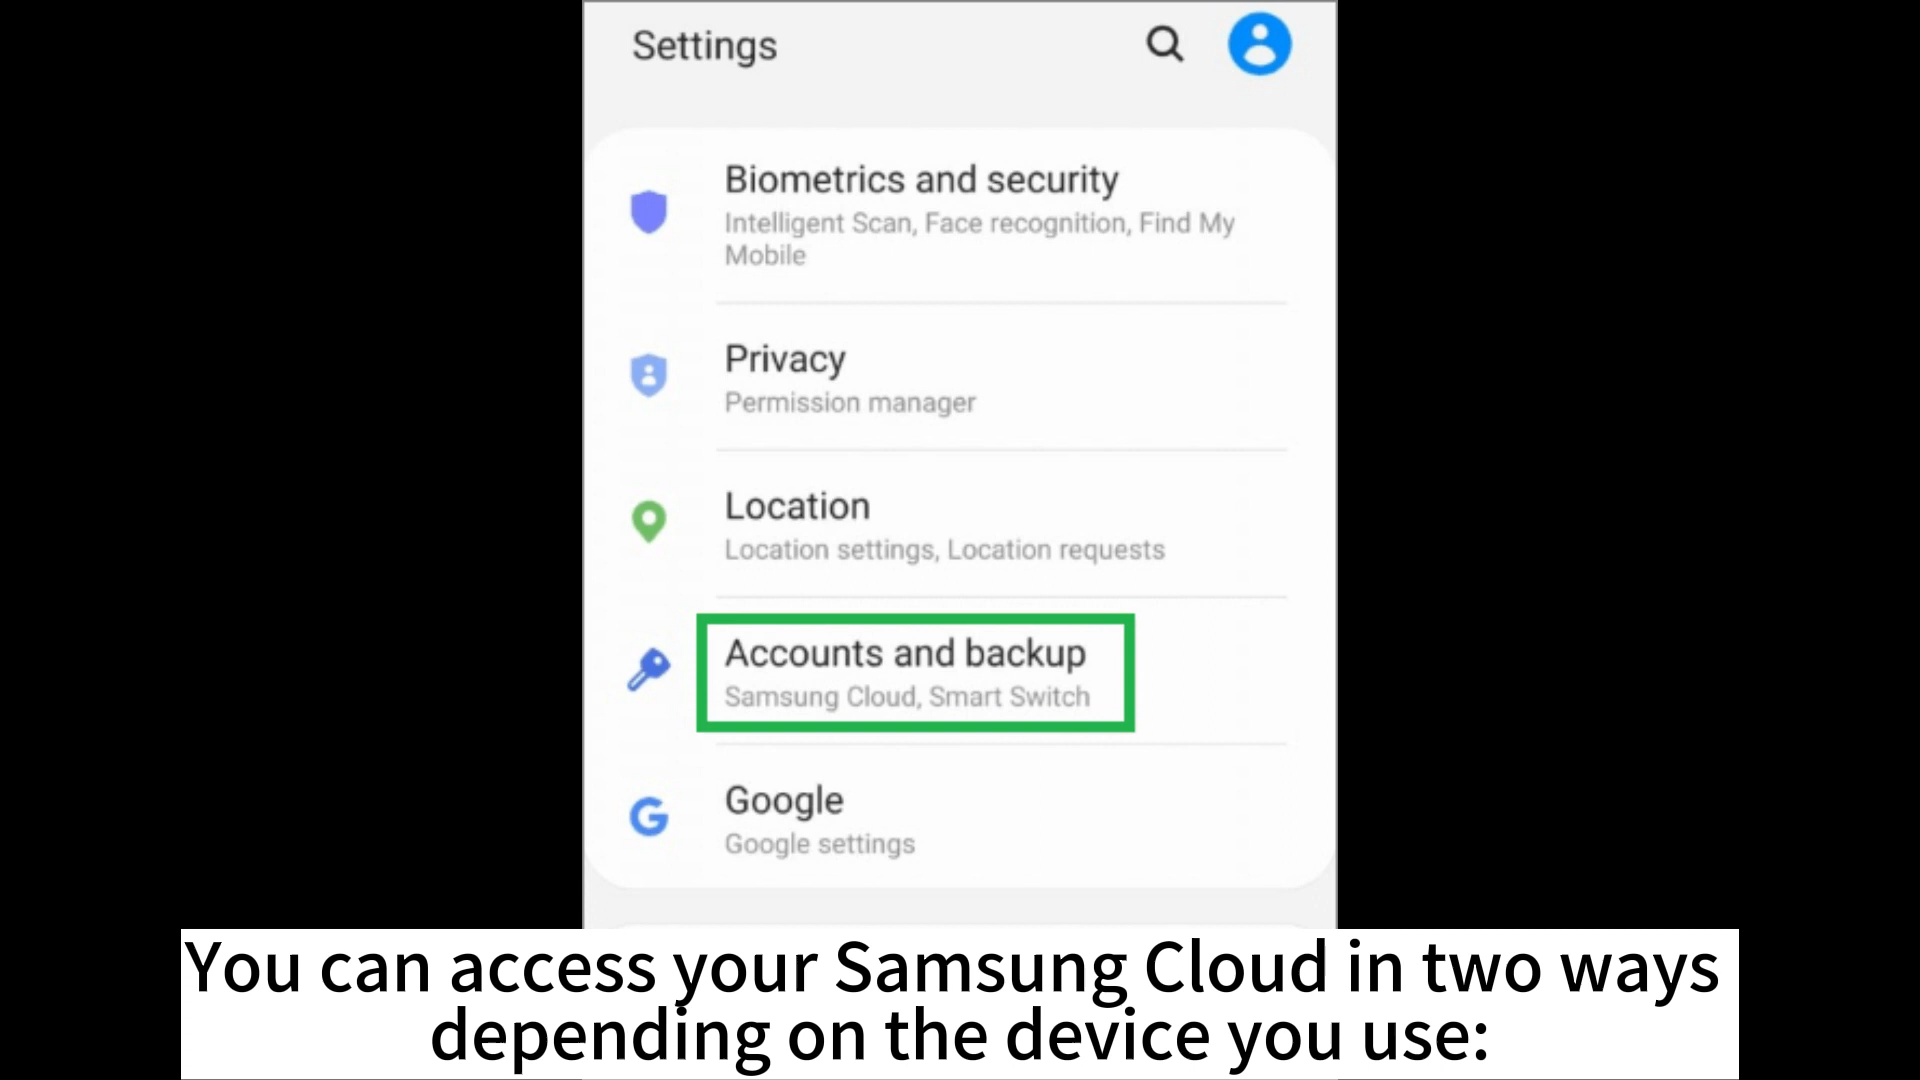 Settings
Biometrics and security
Intelligent Scan, Face recognition, Find My
Mobile
Privacy
Permission manager
Location
Location settings, Location requests
Accounts and backup
Samsung Cloud, Smart Switch
Google
Google settings
You can access your Samsung Cloud in two ways
depending on the device you use: